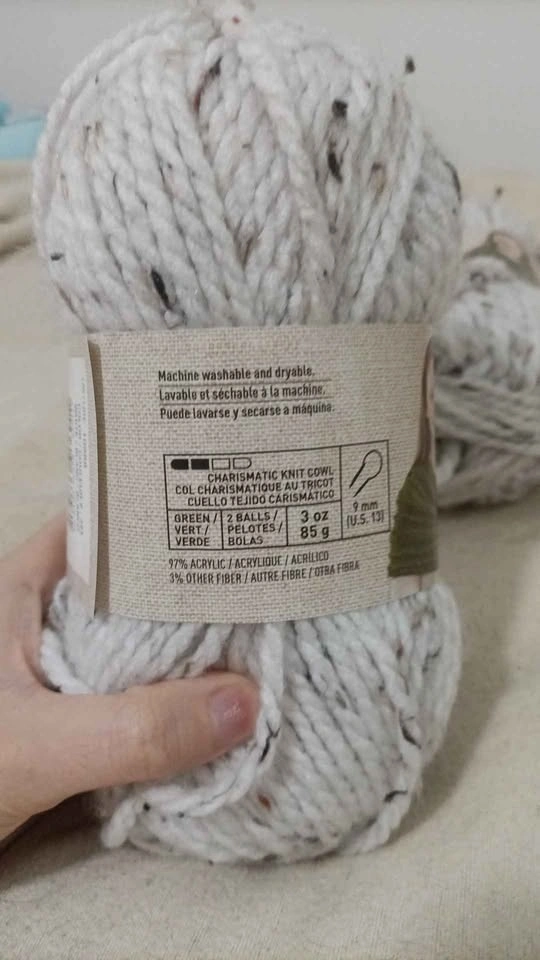 Machine washable and dryable.
Lavable et séchable à la machine.
Puede lavarse y secarse a máquina.
CHARISMATIC KNIT COWL
COL CHARISMATIQUE AU TRICOT
CUELLO TEJIDO CARISMÁTICO
GREEN /
VERT /
VERDE
2 BALLS /
PELOTES /
BOLAS
3 oz
85 g
9 mm
(U.S. 13)
97% ACRYLIC / ACRYLIQUE / ACRÍLICO
3% OTHER FIBER / AUTRE FIBRE / OTRA FIBRA